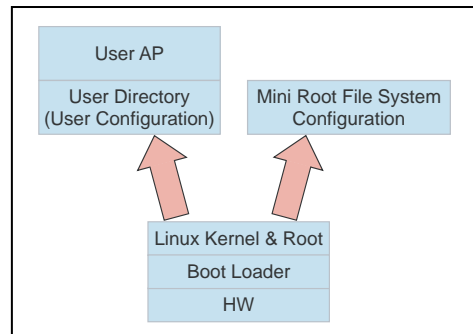 User AP
User Directory
(User Configuration)
Mini Root File System
Configuration
Linux Kernel & Root
Boot Loader
HW